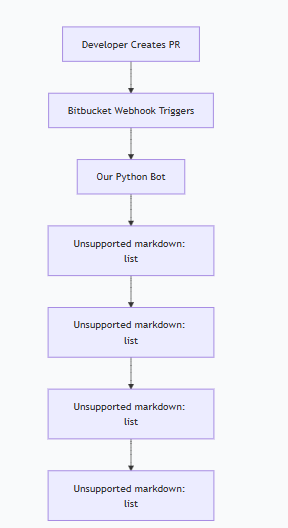 Developer Creates PR
Bitbucket Webhook Triggers
Our Python Bot
Unsupported markdown:
list
Unsupported markdown:
list
Unsupported markdown:
list
Unsupported markdown:
list